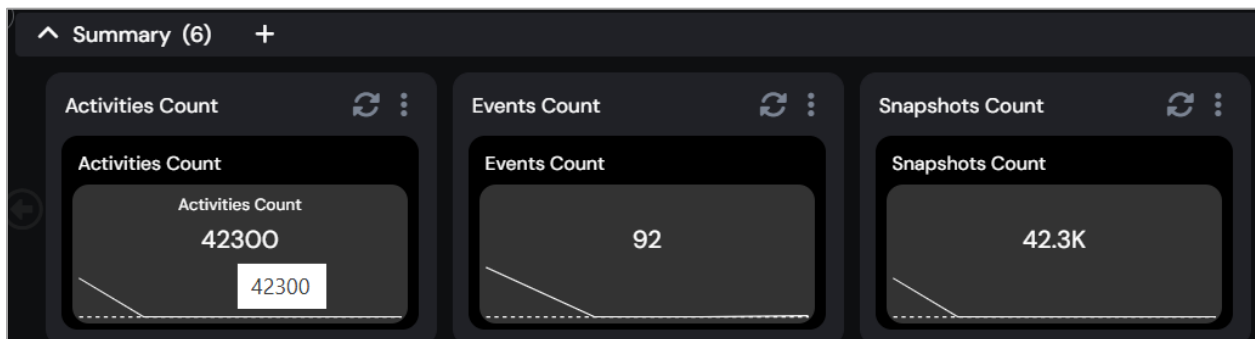 Summary (6) +
Activities Count
Activities Count
Activities Count
42300
42300
Events Count
Events Count
92
Snapshots Count
Snapshots Count
42.3K